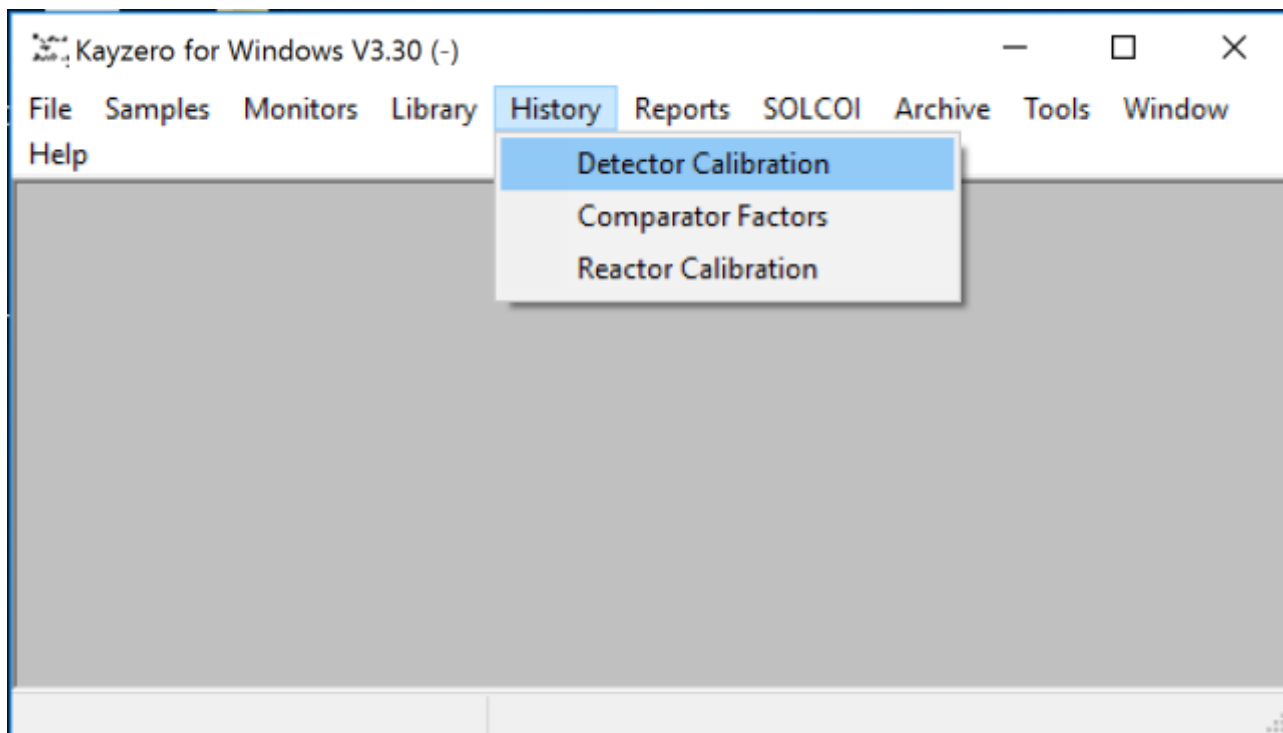 Kayzero for Windows V3.30 (-)
File Samples Monitors Library History Reports SOLCOI Archive Tools Window
Help
Detector Calibration
Comparator Factors
Reactor Calibration